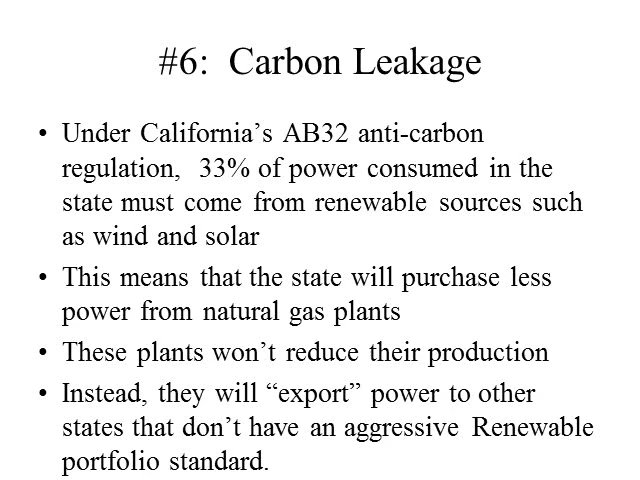 #6:  Carbon Leakage
• Under California’s AB32 anti-carbon
regulation,  33% of power consumed in the
state must come from renewable sources such
as wind and solar
• This means that the state will purchase less
power from natural gas plants
• These plants won’t reduce their production
• Instead, they will “export” power to other
states that don’t have an aggressive Renewable
portfolio standard.